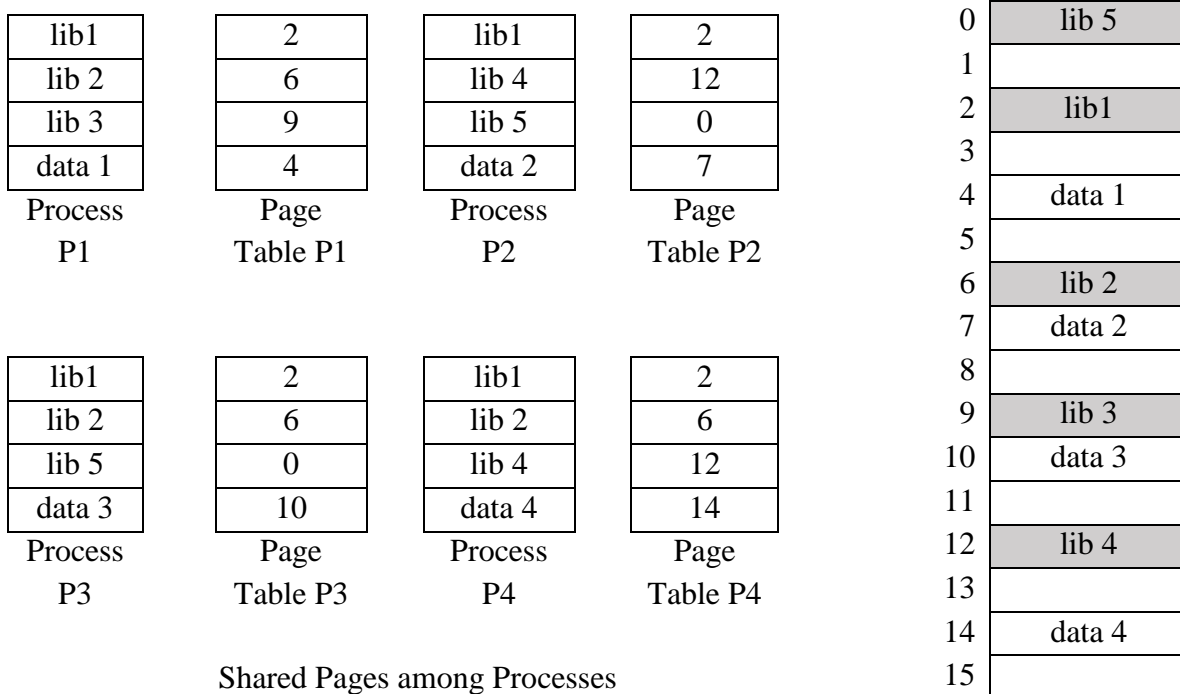 lib1 2 lib1 2
lib 2 6 lib 4 12
lib 3 9 lib 5 0
data 1 4 data 2 7
Process Page Process Page
P1 Table P1 P2 Table P2
lib1 2 lib1 2
lib 2 6 lib 2 6
lib 5 0 lib 4 12
data 3 10 data 4 14
Process Page Process Page
P3 Table P3 P4 Table P4
Shared Pages among Processes
0 lib 5
1
2 lib1
3
4 data 1
5
6 lib 2
7 data 2
8
9 lib 3
10 data 3
11
12 lib 4
13
14 data 4
15